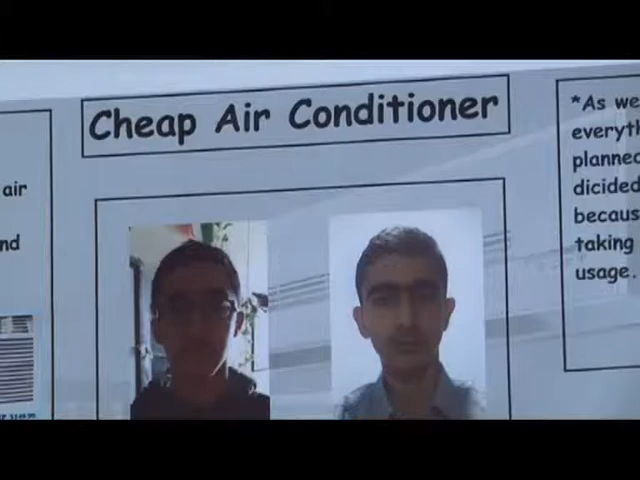 Cheap Air Conditioner
air
nd
*As we
everyth
planned
dicided
becaus
taking
usage.